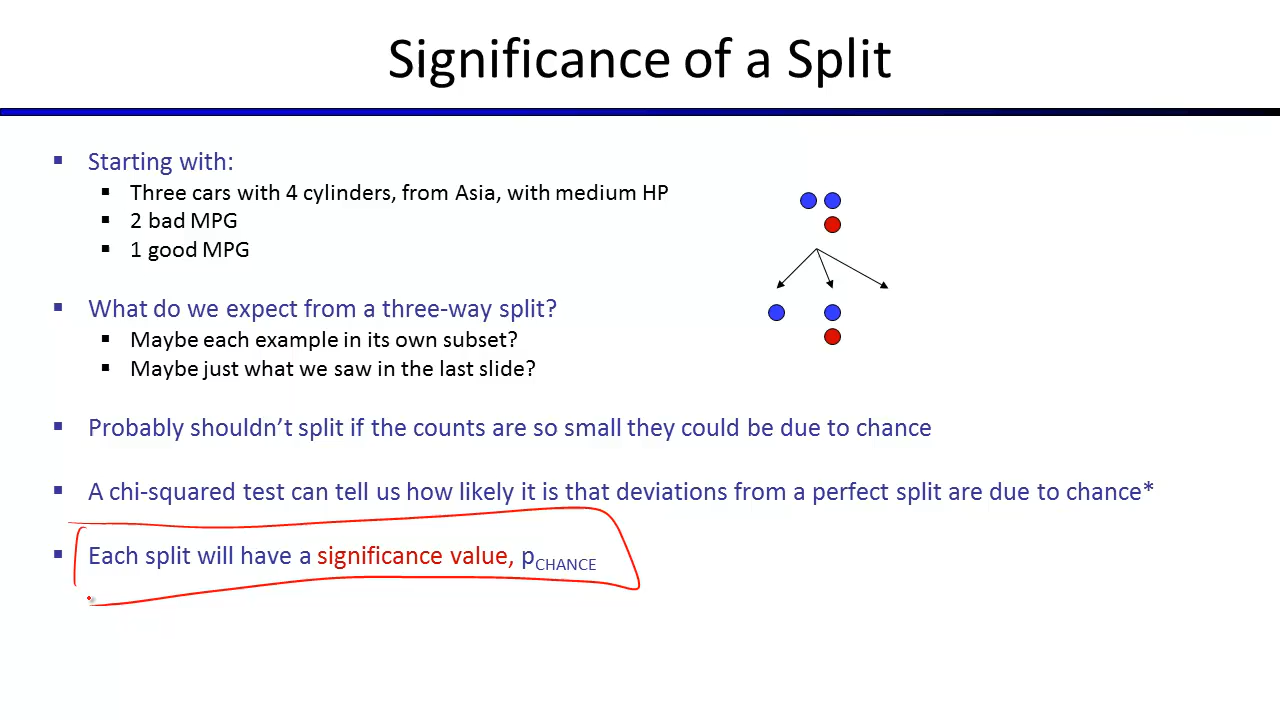 Significance of a Split
▪ Starting with:
▪ Three cars with 4 cylinders, from Asia, with medium HP
▪ 2 bad MPG
▪ 1 good MPG
▪ What do we expect from a three-way split?
▪ Maybe each example in its own subset?
▪ Maybe just what we saw in the last slide?
▪ Probably shouldn’t split if the counts are so small they could be due to chance
▪ A chi-squared test can tell us how likely it is that deviations from a perfect split are due to chance*
▪ Each split will have a significance value, pCHANCE